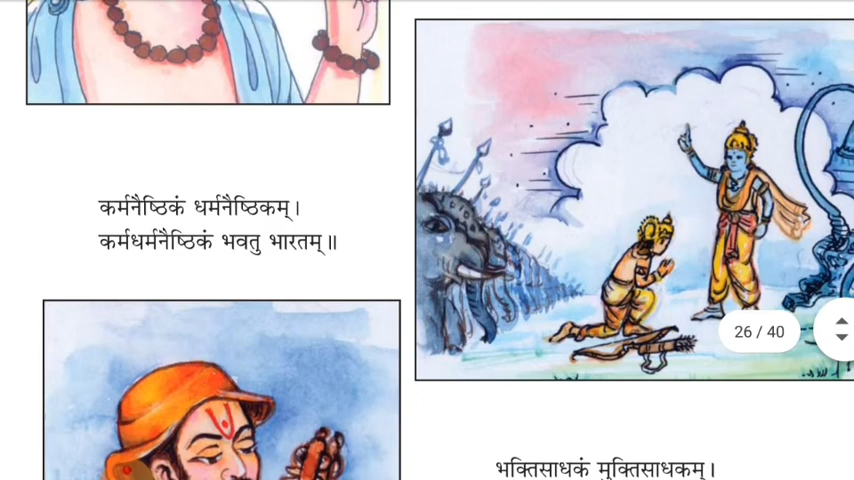 कर्मनैष्ठिकं धर्मनैष्ठिकम्।
कर्मधर्मनैष्ठिकं भवतु भारतम्॥
26 / 40
भक्तिसाधकं मुक्तिसाधकम्।